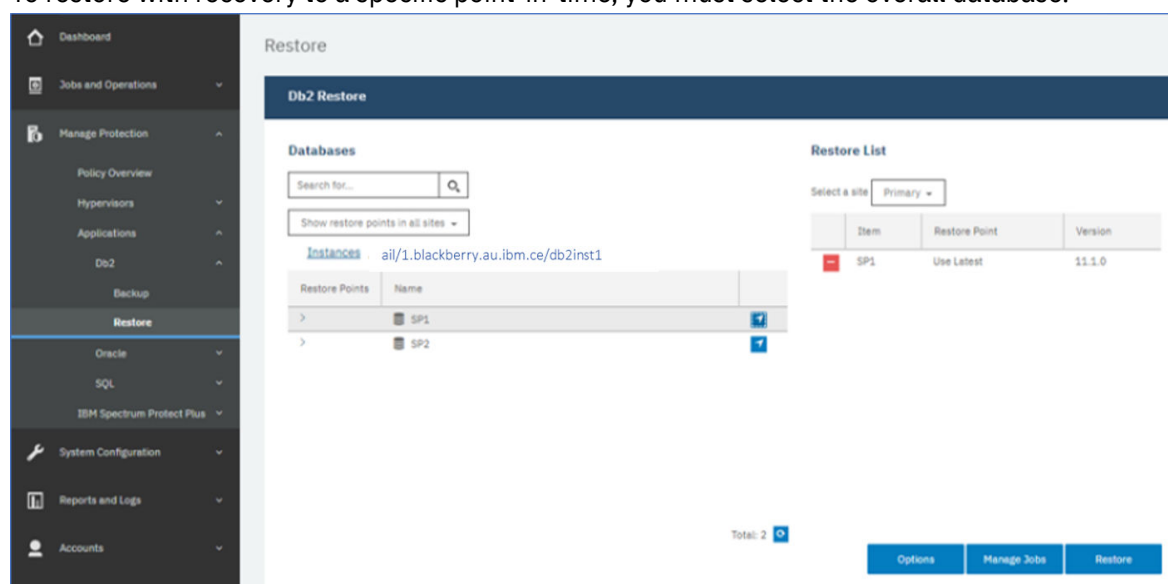 To restore with recovery to a specific point-in-time, you must select the overall database.
Dashboard
Jobs and Operations
Manage Protection
Policy Overview
Hypervisors
Applications
Db2
Backup
Restore
Oracle
SQL
IBM Spectrum Protect Plus
System Configuration
Reports and Logs
Accounts
Restore
Db2 Restore
Databases
Search for...
Show restore points in all sites
Instances ail/1.blackberry.au.ibm.ce/db2inst1
Restore Points Name
SP1
SP2
Total: 2
Restore List
Select a site Primary
Item Restore Point Version
SP1 Use Latest 11.1.0
Options Manage Jobs Restore